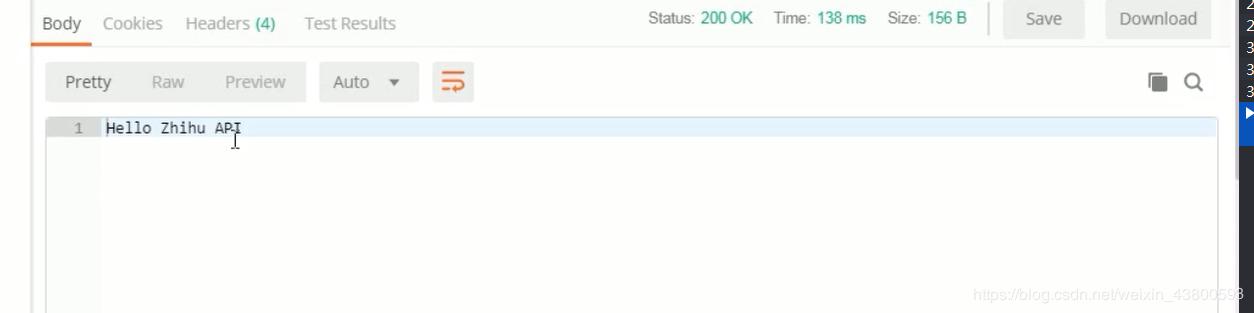 Body Cookies Headers (4) Test Results Status: 200 OK Time: 138 ms Size: 156 B Save Download
Pretty Raw Preview Auto
1 Hello Zhihu API
https://blog.csdn.net/weixin_43800593